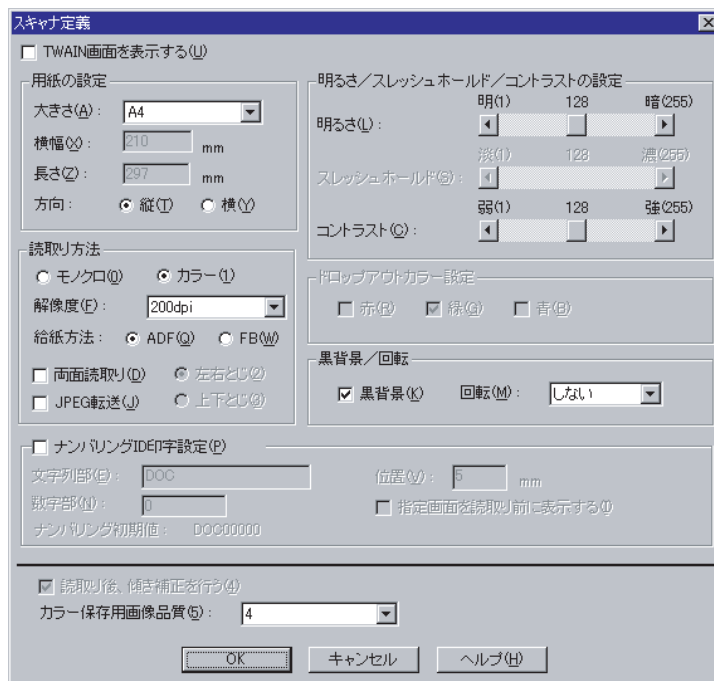 スキャナ定義
TWAIN画面を表示する(U)
用紙の設定
大きさ(A): A4
横幅(X): 210 mm
長さ(Z): 297 mm
方向: 縦(T) 横(Y)
明るさ/スレッシュホールド/コントラストの設定
明(1) 128 暗(255)
明るさ(L):
淡(1) 128 濃(255)
スレッシュホールド(S):
弱(1) 128 強(255)
コントラスト(C):
読取り方法
モノクロ(0) カラー(1)
解像度(F): 200dpi
給紙方法: ADF(Q) FB(W)
両面読取り(D) 左右とじ(2)
JPEG転送(J) 上下とじ(3)
ドロップアウトカラー設定
赤(R) 緑(G) 青(B)
黒背景/回転
黒背景(K) 回転(M): しない
ナンバリングID印字設定(P)
文字列部(E): DOC 位置(V): 5 mm
数字部(N): 0 指定画面を読取り前に表示する(I)
ナンバリング初期値: DOC00000
読取り後、傾き補正を行う(4)
カラー保存用画像品質(5): 4
OK キャンセル ヘルプ(H)